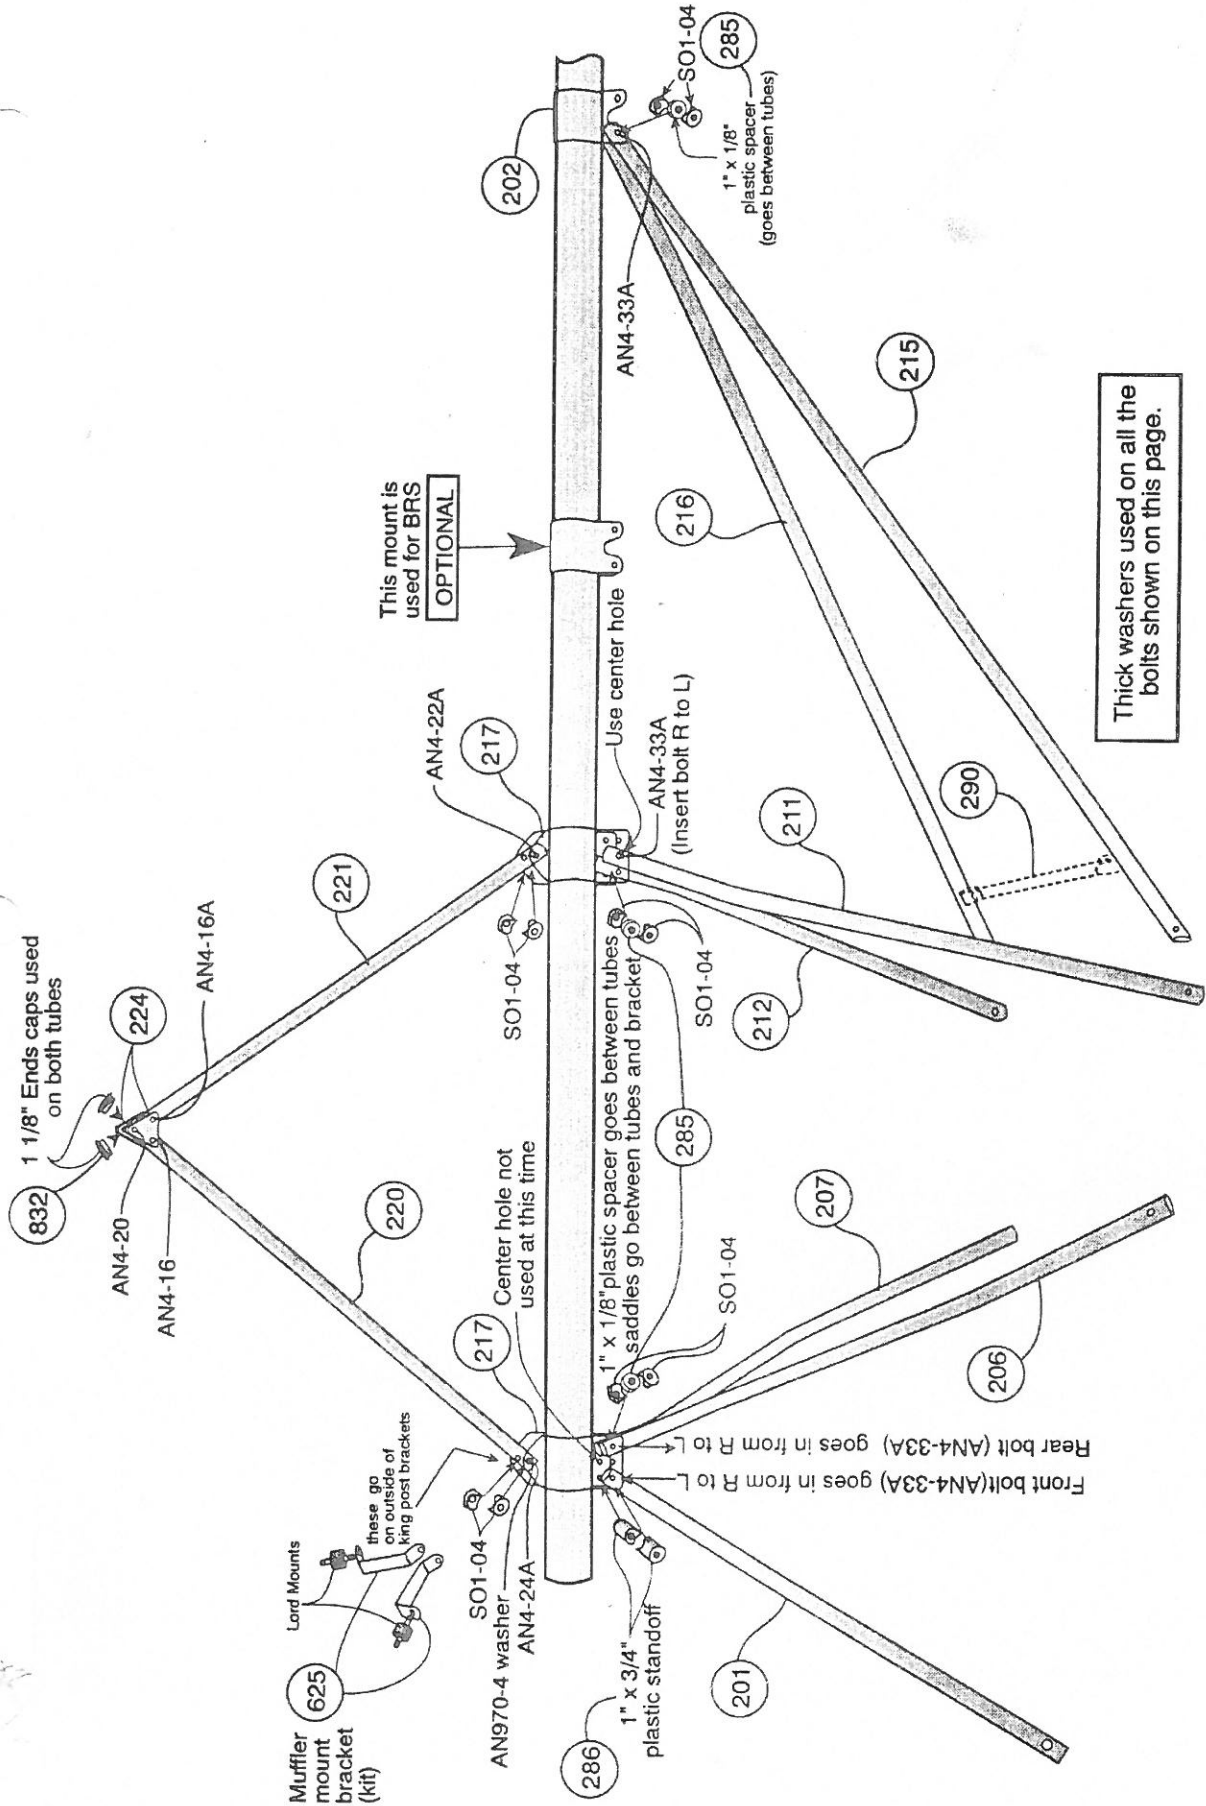 Muffler
mount
bracket
(kit)
625
Lord Mounts
these go
on outside of
king post brackets
SO1-04
AN970-4 washer
AN4-24A
286
1" x 3/4"
plastic standoff
201
217
220
832
1 1/8" Ends caps used
on both tubes
224
AN4-20
AN4-16
AN4-16A
221
Center hole not
used at this time
1" x 1/8"plastic spacer goes between tubes
saddles go between tubes and bracket
SO1-04
285
207
206
Rear bolt (AN4-33A) goes in from R to L
Front bolt(AN4-33A) goes in from R to L
AN4-22A
217
SO1-04
Use center hole
AN4-33A
(Insert bolt R to L)
SO1-04
212
211
290
This mount is
used for BRS
OPTIONAL
216
215
202
AN4-33A
SO1-04
285
1" x 1/8"
plastic spacer
(goes between tubes)
Thick washers used on all the
bolts shown on this page.